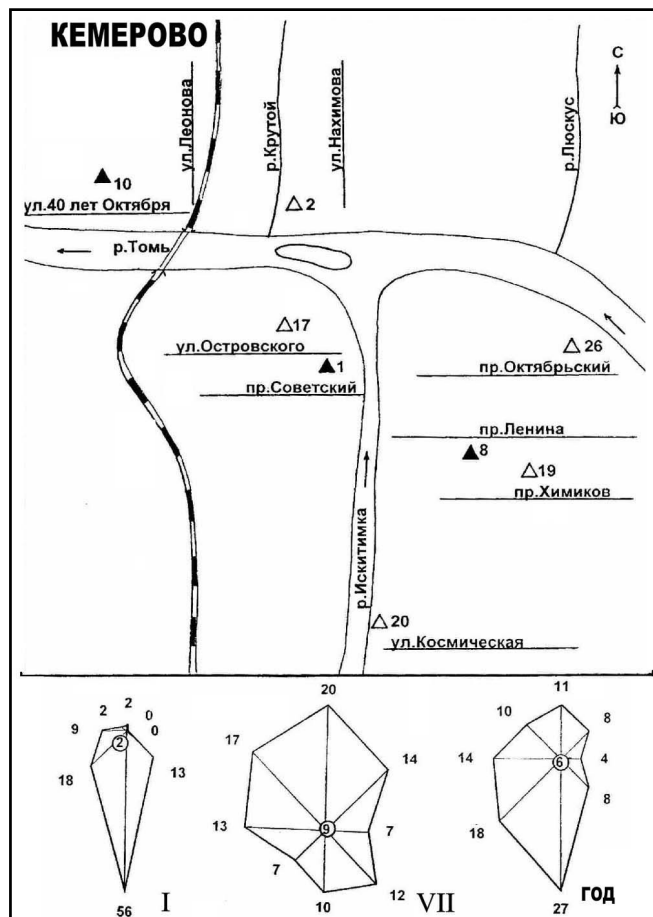 КЕМЕРОВО
С
Ю
ул.Леонова
р.Крутой
ул.Нахимова
р.Люскус
10
ул.40 лет Октября
2
р.Томь
17
ул.Островского
1
пр.Советский
26
пр.Октябрьский
пр.Ленина
8
19
пр.Химиков
р.Искитимка
20
ул.Космическая
2
2
0
0
9
2
18
13
56
I
20
17
14
13
9
7
7
12
10
VII
11
10
8
14
6
4
8
18
27
год